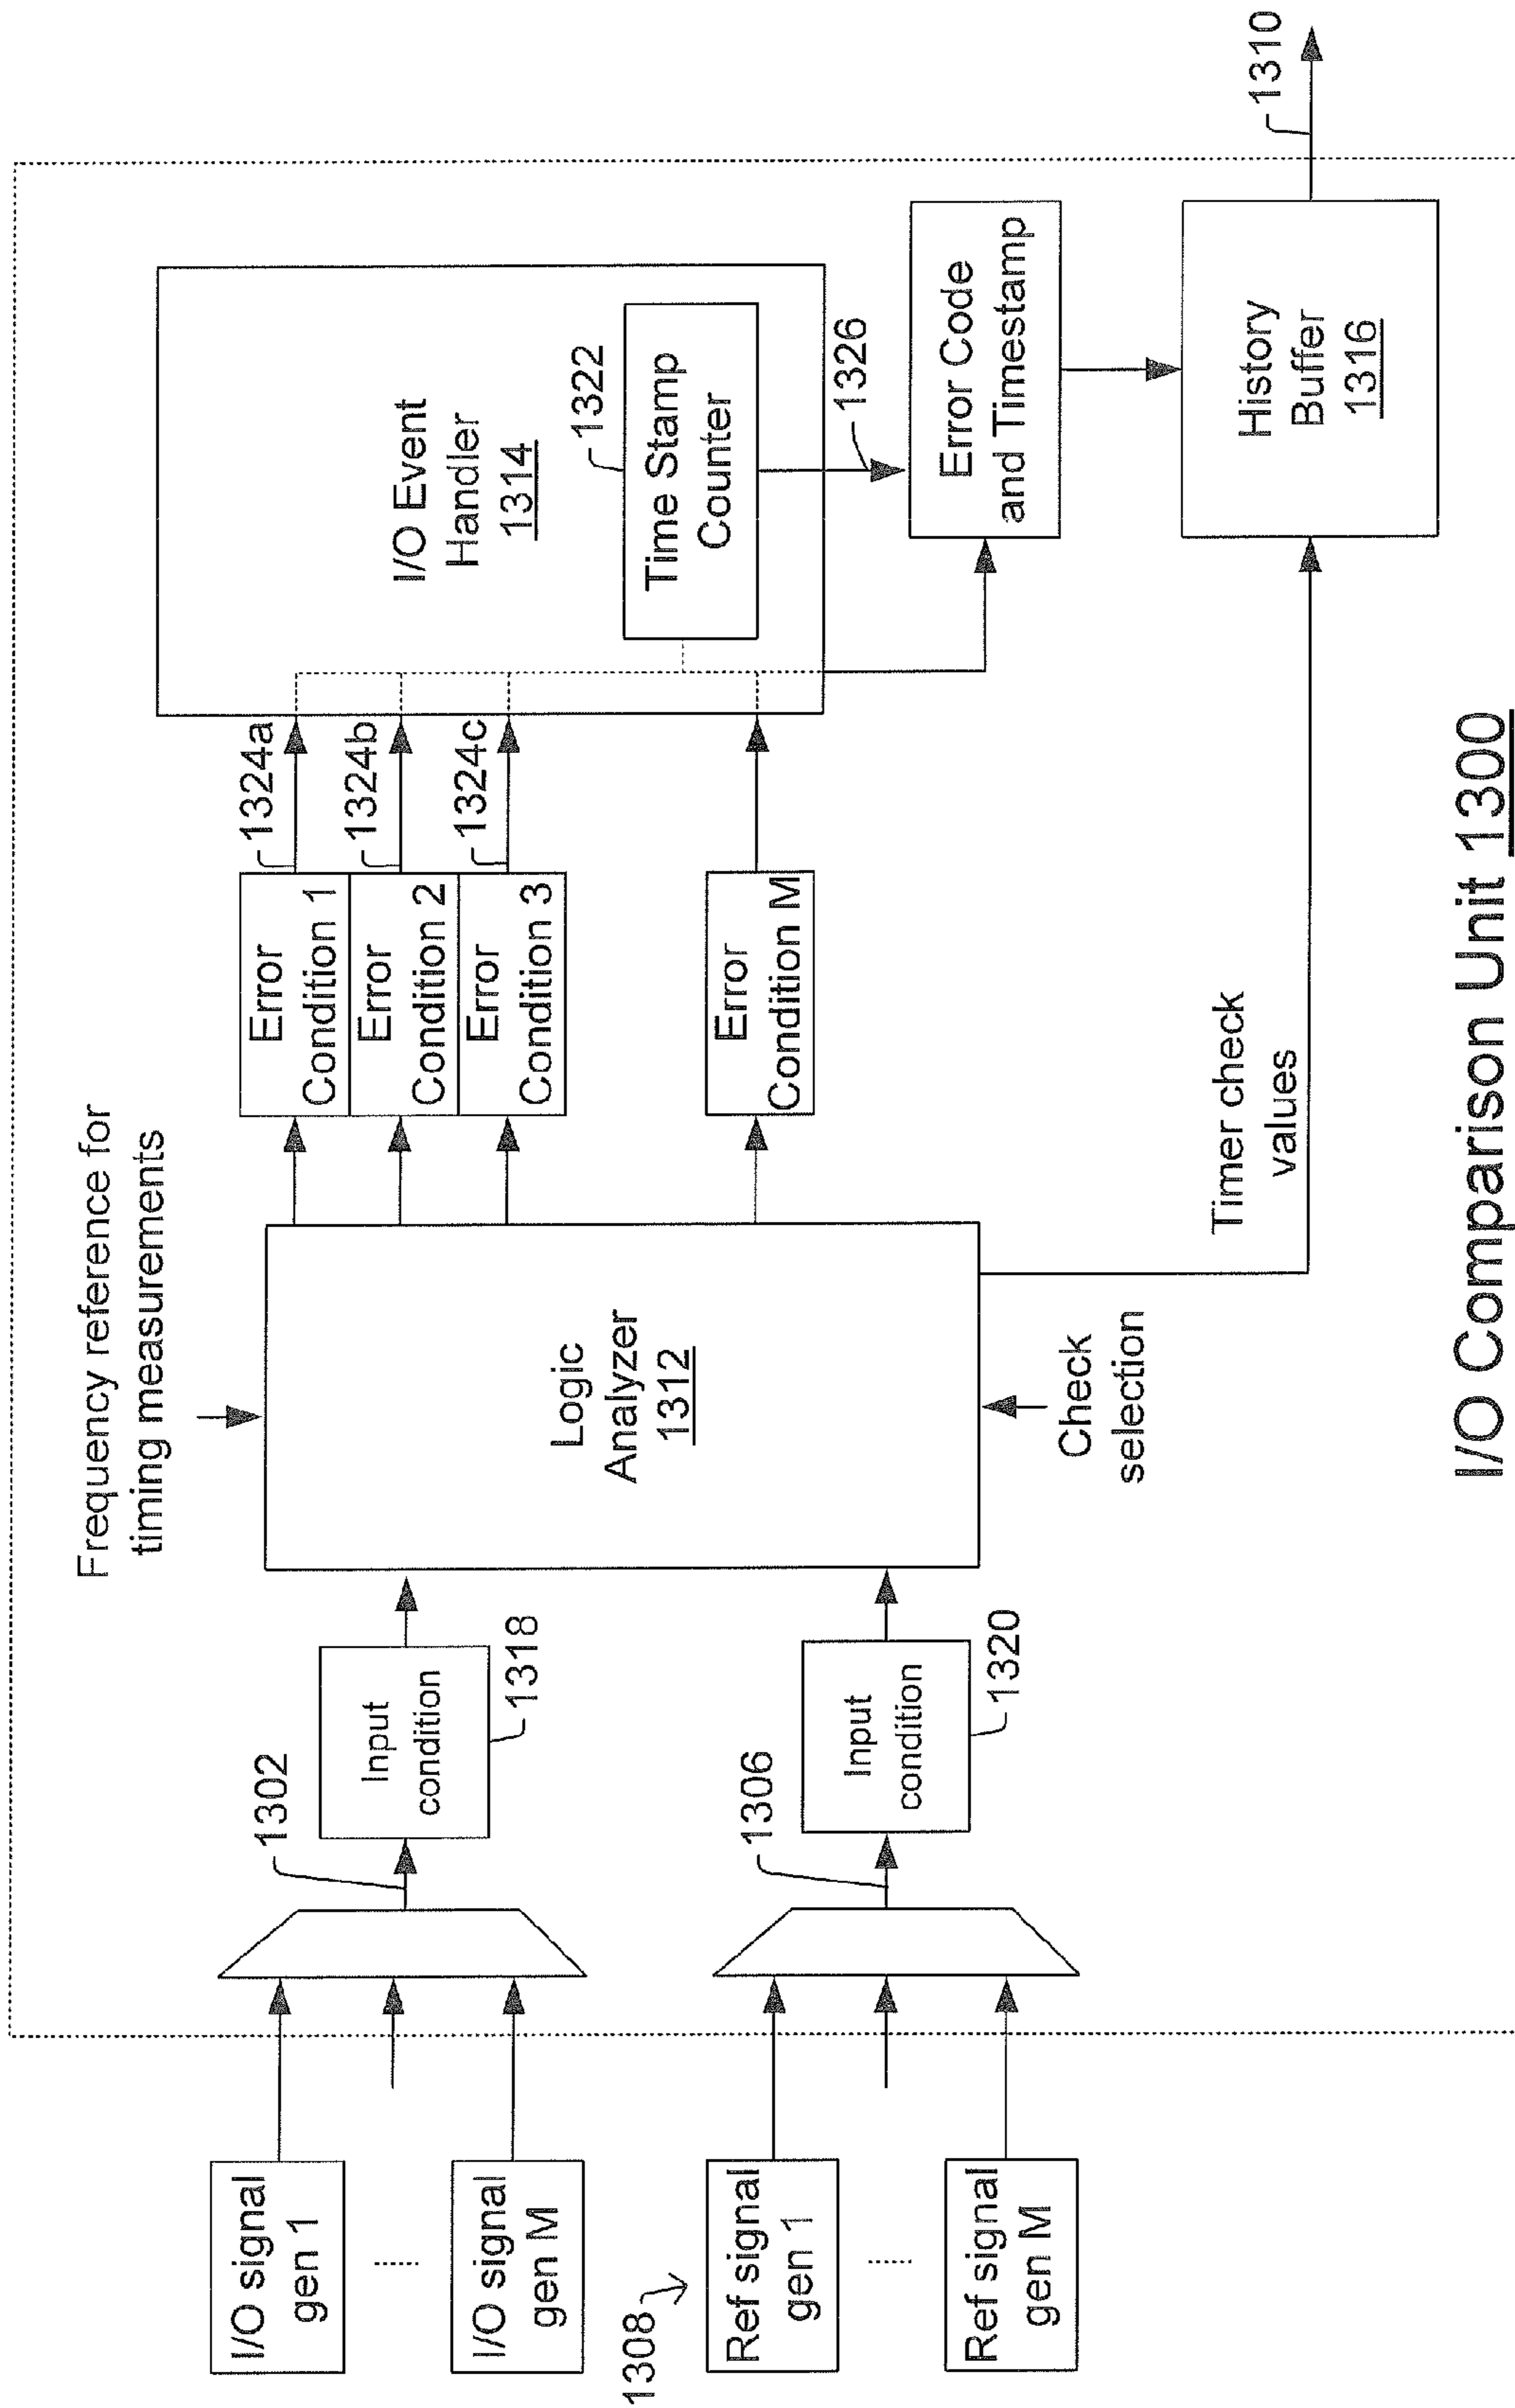 Frequency reference for
timing measurements
I/O signal
gen 1
I/O signal
gen M
1308
Ref signal
gen 1
Ref signal
gen M
1302
1306
Input
condition
1318
Input
condition
1320
Logic
Analyzer
1312
Check
selection
Error
Condition 1
Error
Condition 2
Error
Condition 3
Error
Condition M
1324a
1324b
1324c
I/O Event
Handler
1314
1322
Time Stamp
Counter
1326
Error Code
and Timestamp
Timer check
values
History
Buffer
1316
1310
I/O Comparison Unit 1300